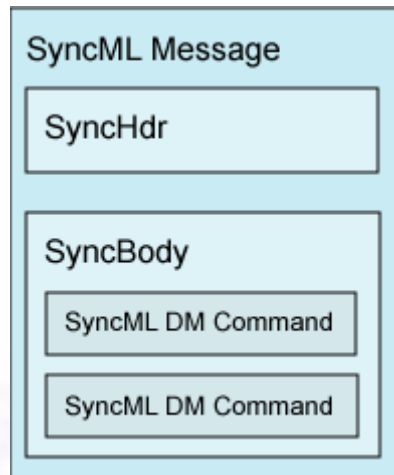 SyncML Message
SyncHdr
SyncBody
SyncML DM Command
SyncML DM Command